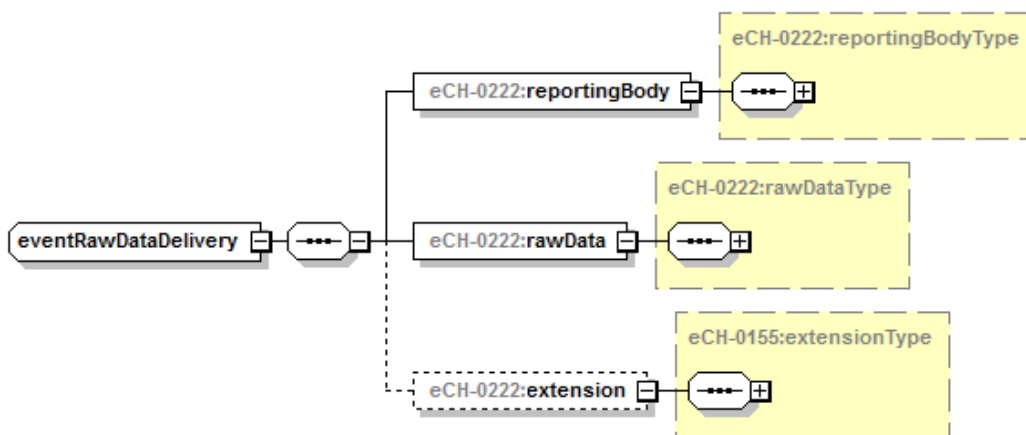 eCH-0222:reportingBodyType
eCH-0222:reportingBody
eCH-0222:rawDataType
eventRawDataDelivery
eCH-0222:rawData
eCH-0155:extensionType
eCH-0222:extension